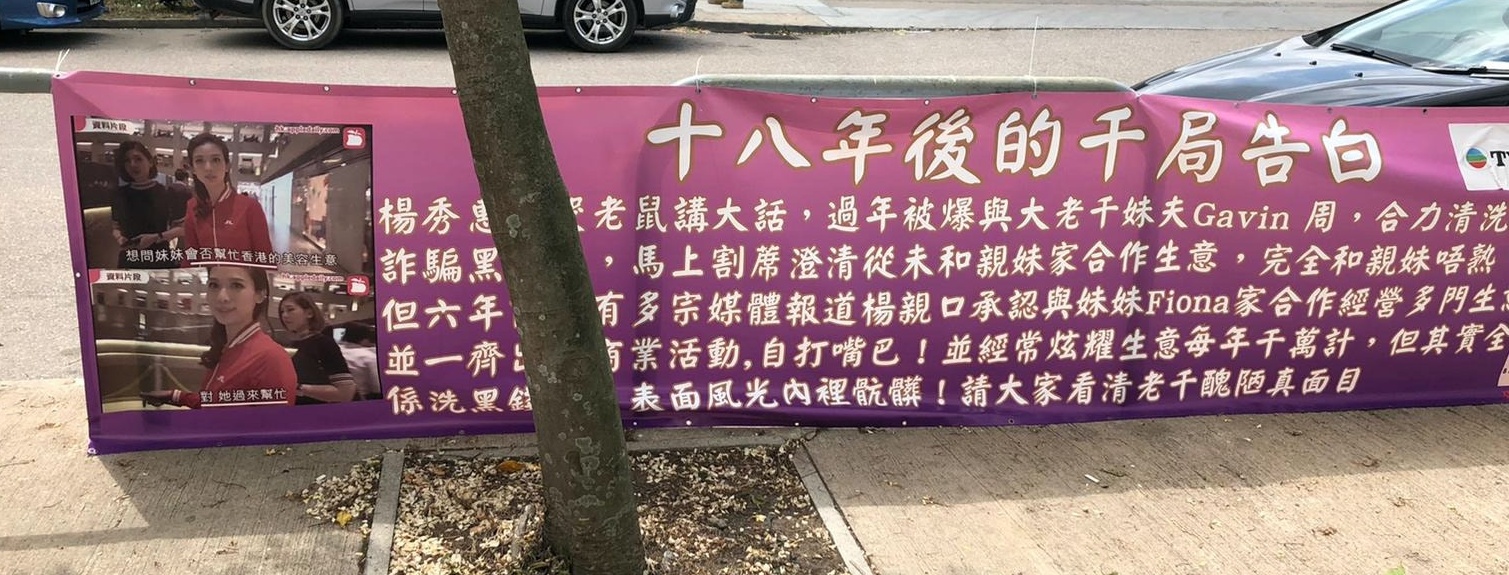 資料片段
hk.appledaily.com
想問妹妹會否幫忙香港的美容生意
資料片段
hk.appledaily.com
對 她過來幫忙
十八年後的千局告白
楊秀 老鼠講大話，過年被爆與大老千妹夫Gavin 周，合力清洗
詐騙黑 ，馬上割蓆澄清從未和親妹家合作生意，完全和親妹唔熟
但六年 有多宗媒體報道楊親口承認與妹妹Fiona家合作經營多門生
並一齊 商業活動,自打嘴巴！並經常炫耀生意每年千萬計，但其實全
係洗黑 表面風光內裡骯髒！請大家看清老千醜陋真面目